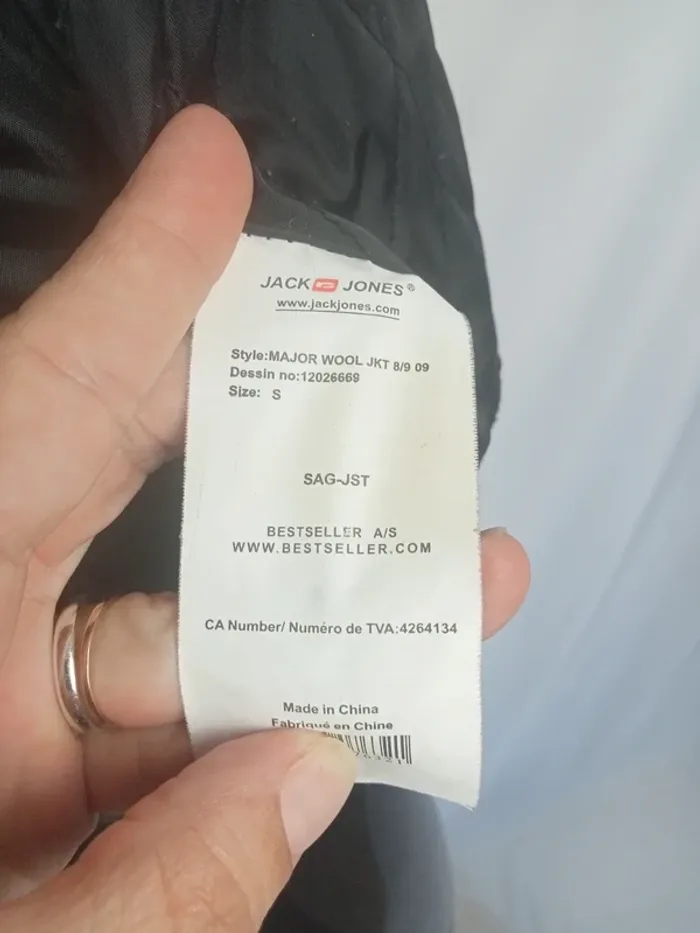 JACK JONES®
www.jackjones.com
Style:MAJOR WOOL JKT 8/9 09
Dessin no:12026669
Size: S
SAG-JST
BESTSELLER A/S
WWW.BESTSELLER.COM
CA Number/ Numéro de TVA:4264134
Made in China
Fabriqué en Chine